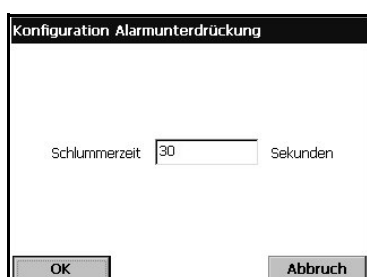 Konfiguration Alarmunterdrückung
Schlummerzeit 30 Sekunden
OK Abbruch